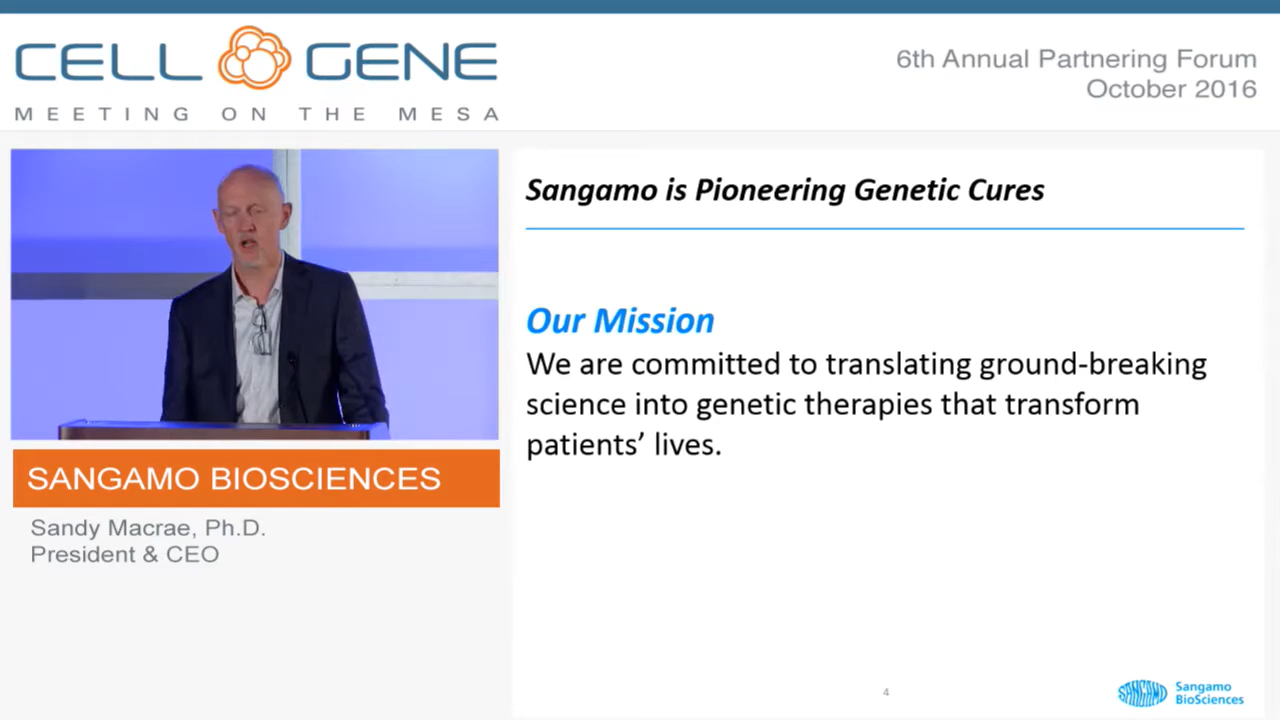 CELL GENE
MEETING ON THE MESA
6th Annual Partnering Forum
October 2016
SANGAMO BIOSCIENCES
Sandy Macrae, Ph.D.
President & CEO
Sangamo is Pioneering Genetic Cures
Our Mission
We are committed to translating ground-breaking
science into genetic therapies that transform
patients’ lives.
4
SANGAMO
Sangamo
BioSciences